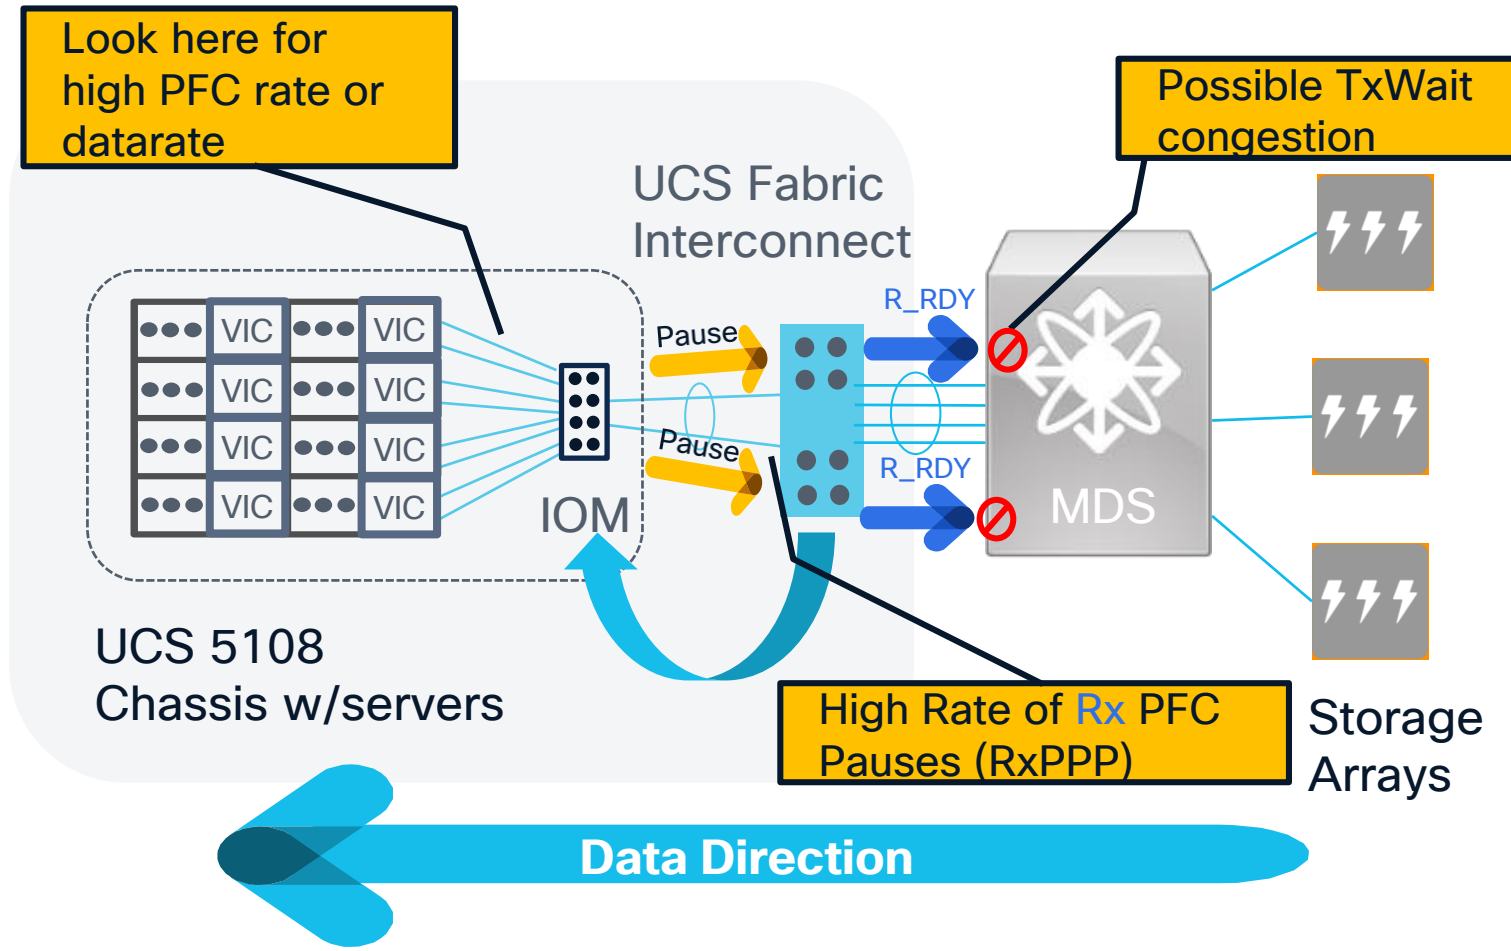 Look here for
high PFC rate or
datarate
Possible TxWait
congestion
UCS Fabric
Interconnect
R_RDY
Pause
VIC
VIC
VIC
VIC
VIC
VIC
VIC
VIC
Pause
R_RDY
IOM
MDS
UCS 5108
Chassis w/servers
High Rate of Rx PFC
Pauses (RxPPP)
Storage
Arrays
Data Direction